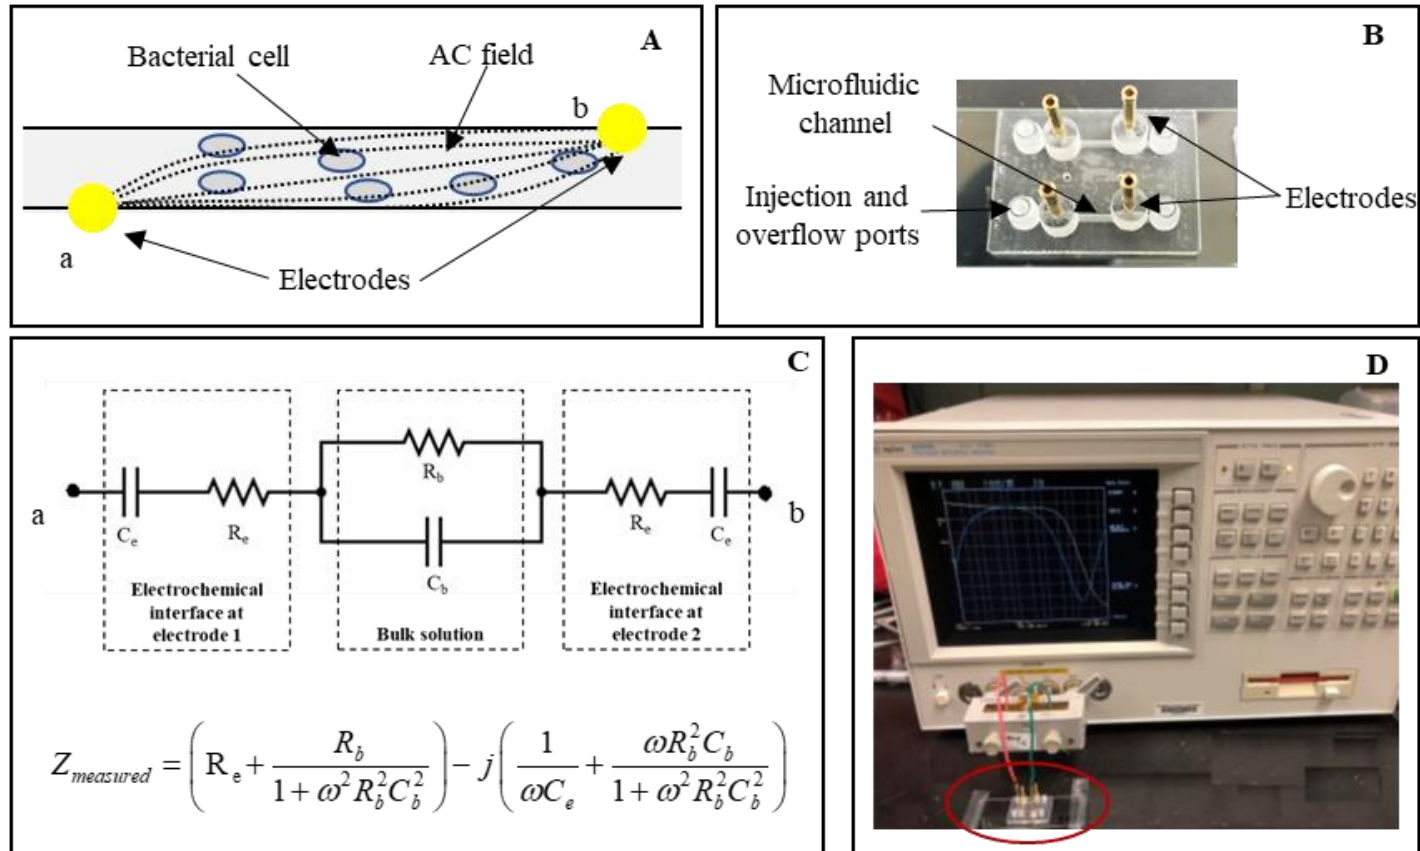 A
Bacterial cell
AC field
b
a
Electrodes
B
Microfluidic
channel
Injection and
overflow ports
Electrodes
C
a
C_e
R_e
R_b
C_b
R_e
C_e
b
Electrochemical
interface at
electrode 1
Bulk solution
Electrochemical
interface at
electrode 2
Z_measured = ( R_e + R_b / (1 + ω²R_b²C_b²) ) − j ( 1 / (ωC_e) + ωR_b²C_b / (1 + ω²R_b²C_b²) )
D
Agilent